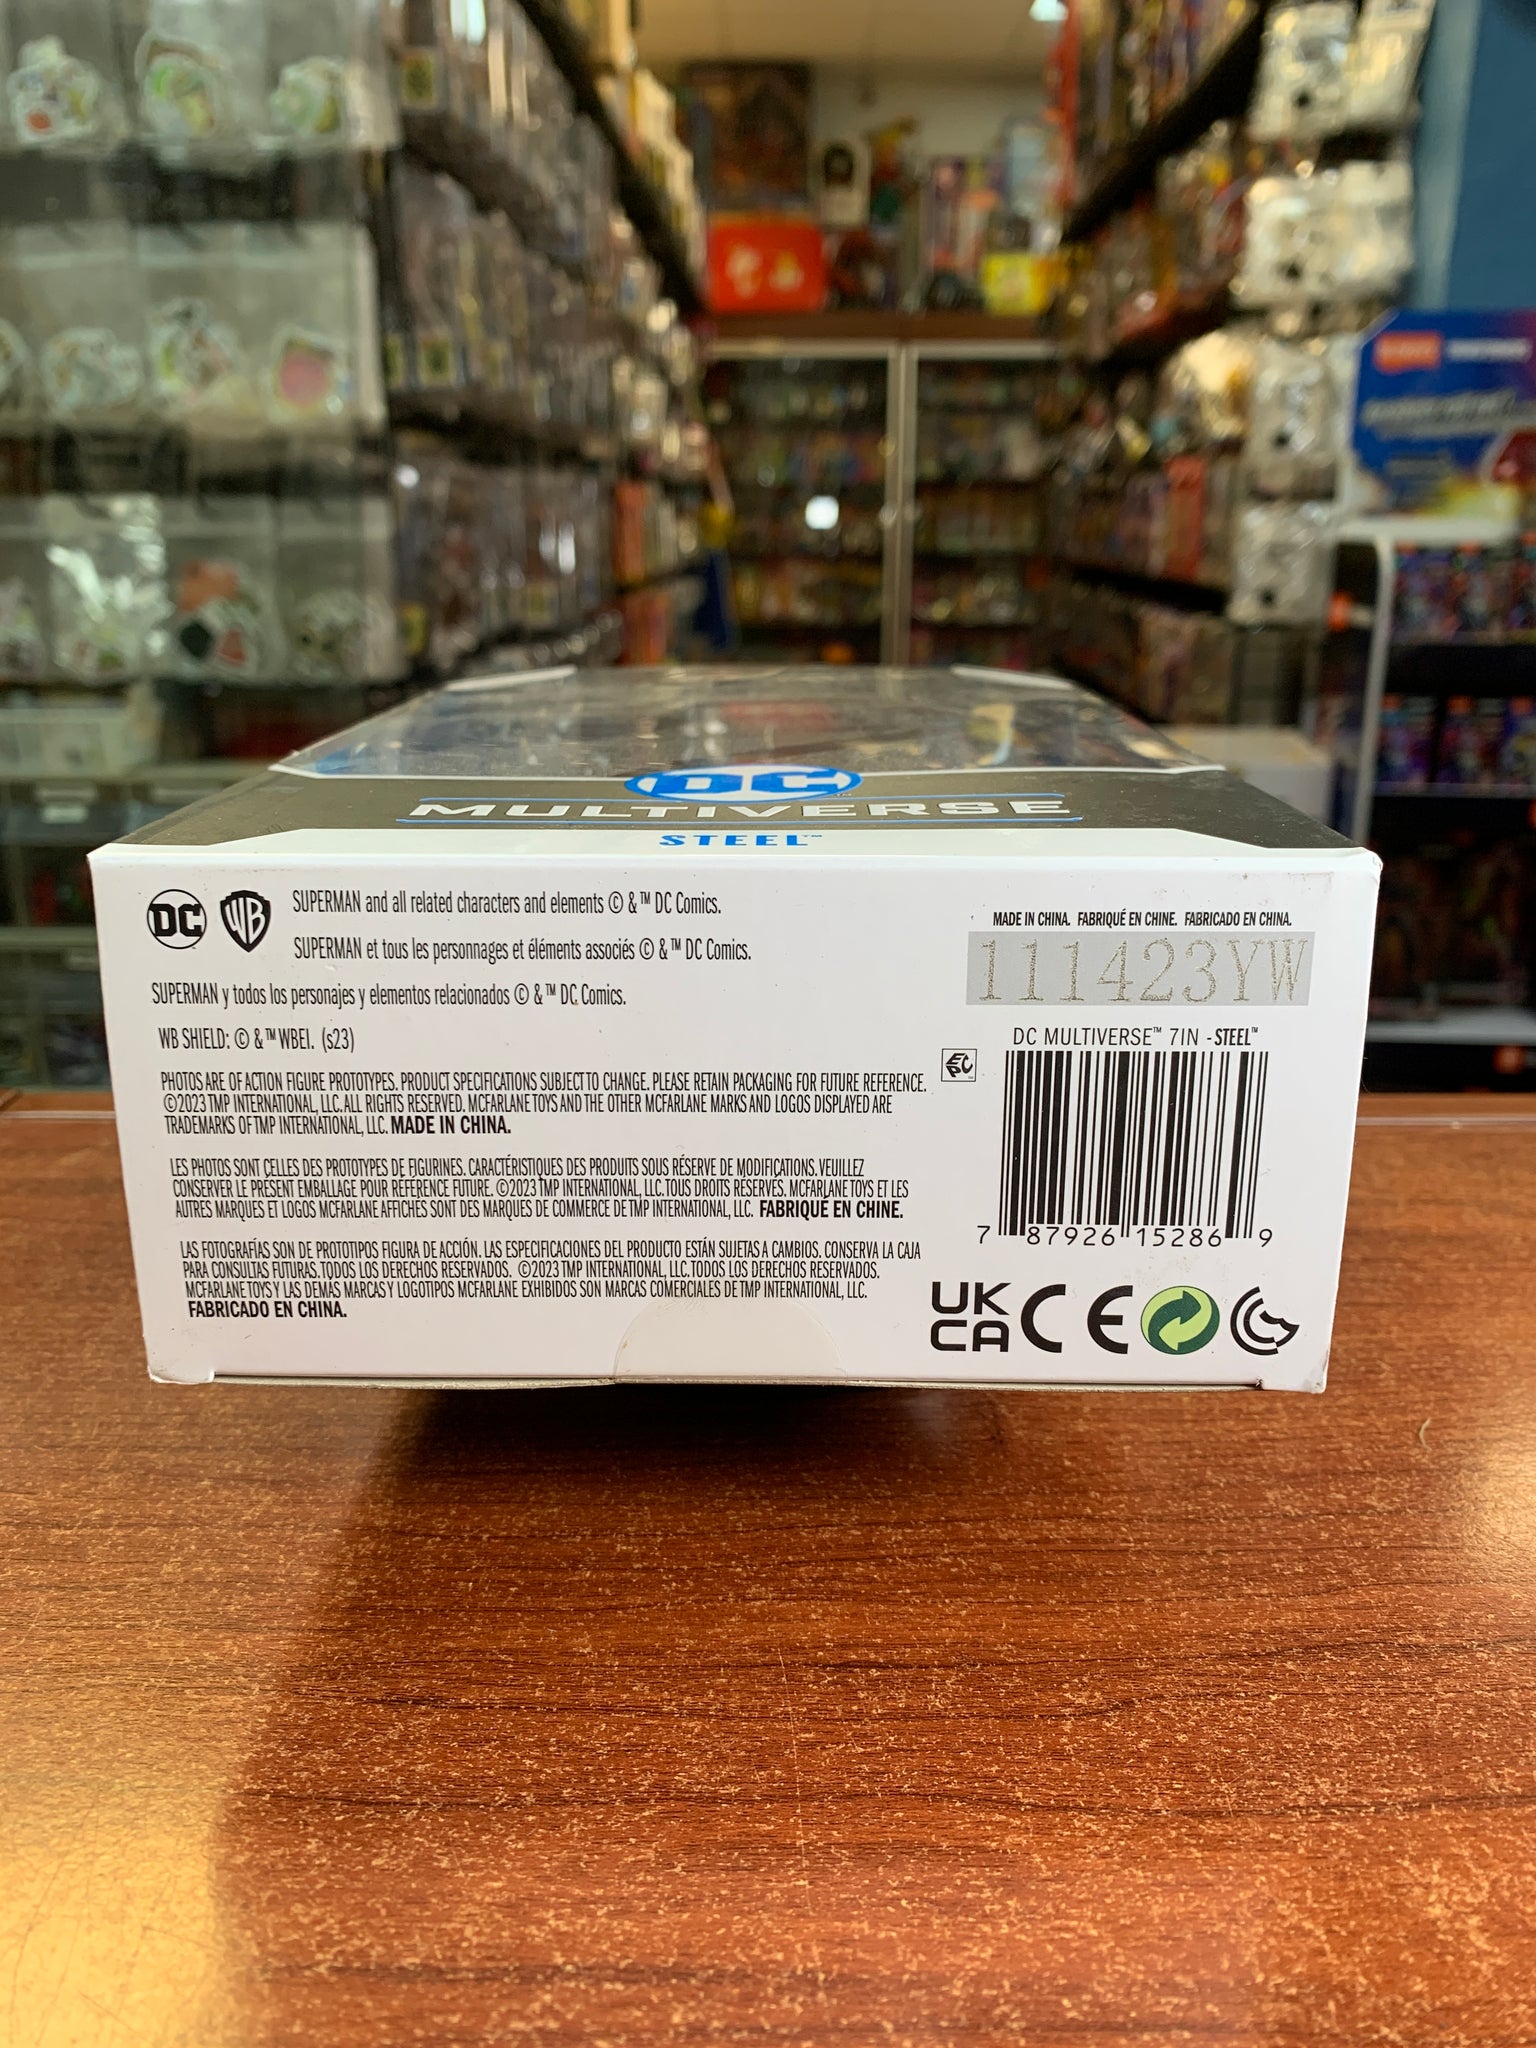 DC
MULTIVERSE
STEEL™
DC WB SUPERMAN and all related characters and elements © & ™ DC Comics.
SUPERMAN et tous les personnages et éléments associés © & ™ DC Comics.
SUPERMAN y todos los personajes y elementos relacionados © & ™ DC Comics.
WB SHIELD: © & ™ WBEI. (s23)
PHOTOS ARE OF ACTION FIGURE PROTOTYPES. PRODUCT SPECIFICATIONS SUBJECT TO CHANGE. PLEASE RETAIN PACKAGING FOR FUTURE REFERENCE.
©2023 TMP INTERNATIONAL, LLC. ALL RIGHTS RESERVED. MCFARLANE TOYS AND THE OTHER MCFARLANE MARKS AND LOGOS DISPLAYED ARE
TRADEMARKS OF TMP INTERNATIONAL, LLC. MADE IN CHINA.
LES PHOTOS SONT CELLES DES PROTOTYPES DE FIGURINES. CARACTÉRISTIQUES DES PRODUITS SOUS RÉSERVE DE MODIFICATIONS. VEUILLEZ
CONSERVER LE PRÉSENT EMBALLAGE POUR RÉFÉRENCE FUTURE. ©2023 TMP INTERNATIONAL, LLC. TOUS DROITS RÉSERVÉS. MCFARLANE TOYS ET LES
AUTRES MARQUES ET LOGOS MCFARLANE AFFICHÉS SONT DES MARQUES DE COMMERCE DE TMP INTERNATIONAL, LLC. FABRIQUÉ EN CHINE.
LAS FOTOGRAFÍAS SON DE PROTOTIPOS FIGURA DE ACCIÓN. LAS ESPECIFICACIONES DEL PRODUCTO ESTÁN SUJETAS A CAMBIOS. CONSERVA LA CAJA
PARA CONSULTAS FUTURAS. TODOS LOS DERECHOS RESERVADOS. ©2023 TMP INTERNATIONAL, LLC. TODOS LOS DERECHOS RESERVADOS.
MCFARLANE TOYS Y LAS DEMÁS MARCAS Y LOGOTIPOS MCFARLANE EXHIBIDOS SON MARCAS COMERCIALES DE TMP INTERNATIONAL, LLC.
FABRICADO EN CHINA.
MADE IN CHINA. FABRIQUÉ EN CHINE. FABRICADO EN CHINA.
111423YW
DC MULTIVERSE™ 7IN - STEEL™
EPC
7 87926 15286 9
UK
CA CE